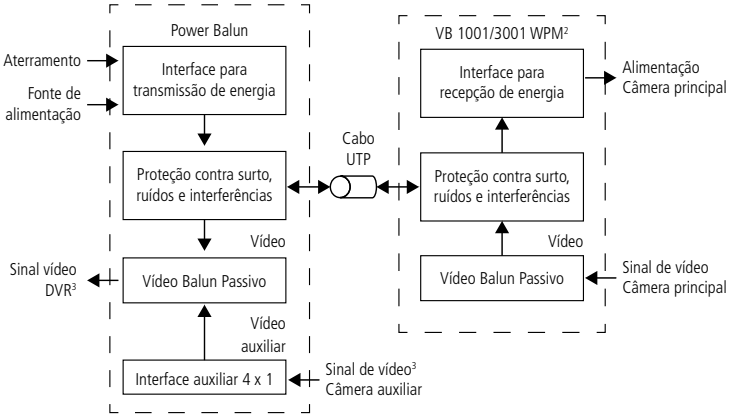 Power Balun
Aterramento
Interface para
transmissão de energia
Fonte de
alimentação
Proteção contra surto,
ruídos e interferências
Vídeo
Sinal vídeo
DVR³
Vídeo Balun Passivo
Vídeo
auxiliar
Interface auxiliar 4 x 1
Sinal de vídeo³
Câmera auxiliar
Cabo
UTP
VB 1001/3001 WPM²
Interface para
recepção de energia
Alimentação
Câmera principal
Proteção contra surto,
ruídos e interferências
Vídeo
Vídeo Balun Passivo
Sinal de vídeo
Câmera principal